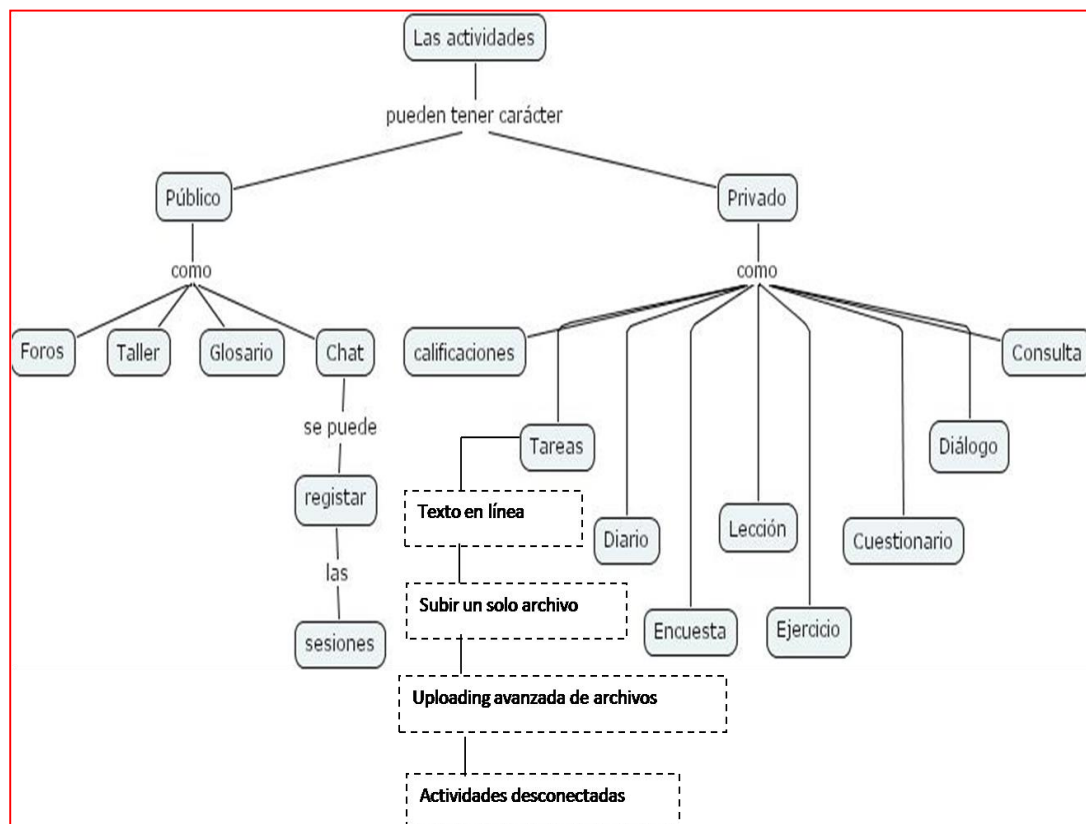 Las actividades
pueden tener carácter
Público
Privado
como
como
Foros
Taller
Glosario
Chat
calificaciones
Consulta
se puede
Tareas
Diálogo
registar
Texto en línea
Diario
Lección
Cuestionario
las
Subir un solo archivo
sesiones
Encuesta
Ejercicio
Uploading avanzada de archivos
Actividades desconectadas